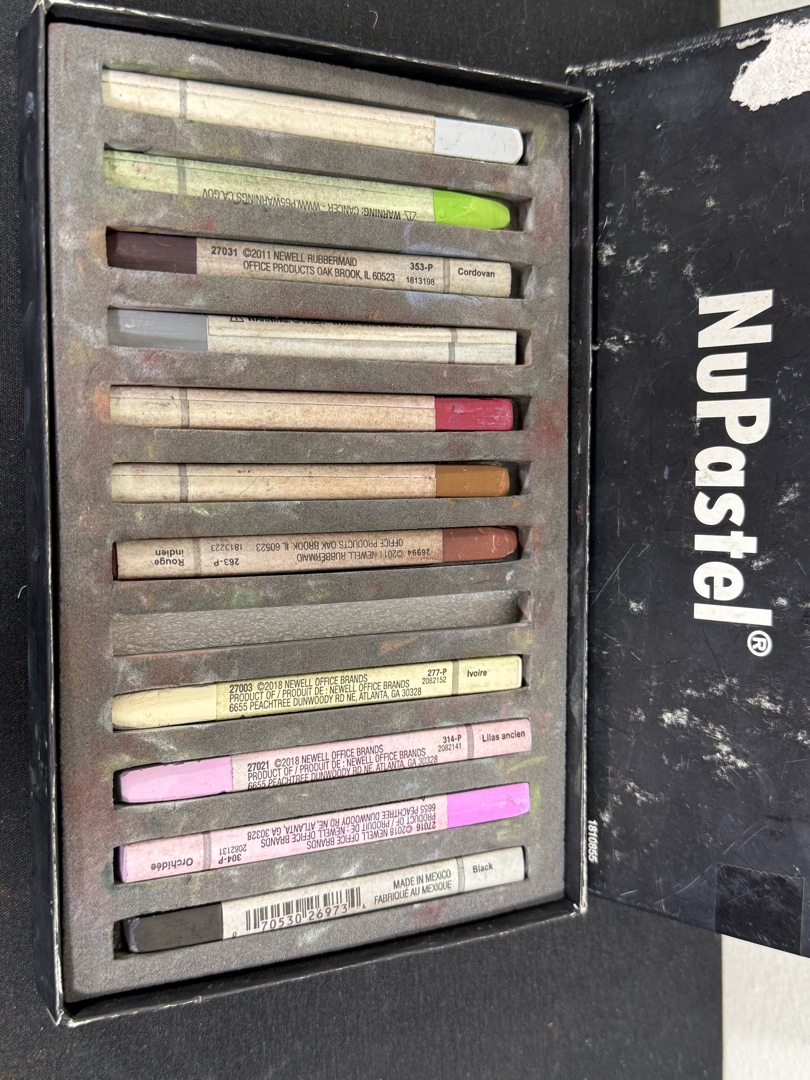 ⚠ WARNING: CANCER - WWW.P65WARNINGS.CA.GOV
27031 ©2011 NEWELL RUBBERMAID
OFFICE PRODUCTS OAK BROOK, IL 60523
353-P
1813198
Cordovan
26994 ©2011 NEWELL RUBBERMAID
OFFICE PRODUCTS OAK BROOK, IL 60523
263-P
1813223
Rouge
indien
27003 ©2018 NEWELL OFFICE BRANDS
PRODUCT OF / PRODUIT DE : NEWELL OFFICE BRANDS
6655 PEACHTREE DUNWOODY RD NE, ATLANTA, GA 30328
277-P
2082152
Ivoire
27021 ©2018 NEWELL OFFICE BRANDS
PRODUCT OF / PRODUIT DE : NEWELL OFFICE BRANDS
6655 PEACHTREE DUNWOODY RD NE, ATLANTA, GA 30328
314-P
2082141
Lilas ancien
27016 ©2018 NEWELL OFFICE BRANDS
PRODUCT OF / PRODUIT DE : NEWELL OFFICE BRANDS
6655 PEACHTREE DUNWOODY RD NE, ATLANTA, GA 30328
304-P
2082131
Orchidée
0 70530 26973
MADE IN MEXICO
FABRIQUÉ AU MEXIQUE
Black
NuPastel®
1810855